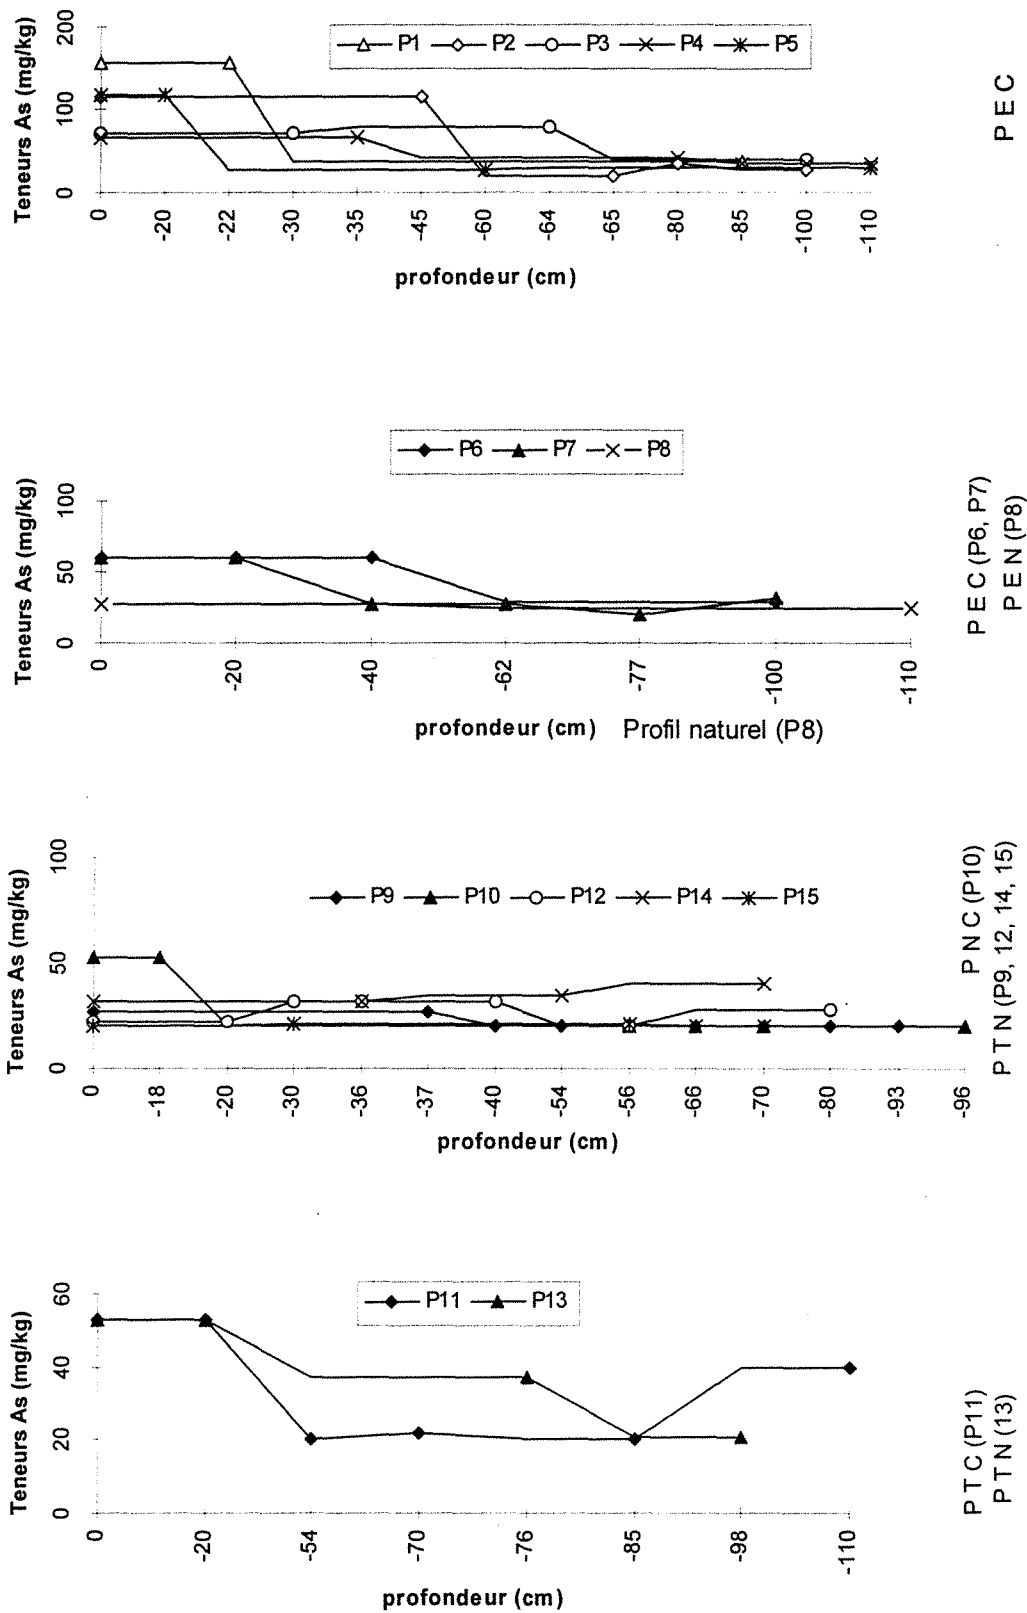 Teneurs As (mg/kg)
200
100
0
P1 P2 P3 P4 P5
0 -20 -22 -30 -35 -45 -60 -64 -65 -80 -85 -100 -110
profondeur (cm)
P E C
Teneurs As (mg/kg)
100
50
0
P6 P7 P8
0 -20 -40 -62 -77 -100 -110
profondeur (cm) Profil naturel (P8)
P E C (P6, P7)
P E N (P8)
Teneurs As (mg/kg)
100
50
0
P9 P10 P12 P14 P15
0 -18 -20 -30 -36 -37 -40 -54 -56 -66 -70 -80 -93 -96
profondeur (cm)
P N C (P10)
P T N (P9, 12, 14, 15)
Teneurs As (mg/kg)
60
40
20
0
P11 P13
0 -20 -54 -70 -76 -85 -98 -110
profondeur (cm)
P T C (P11)
P T N (13)